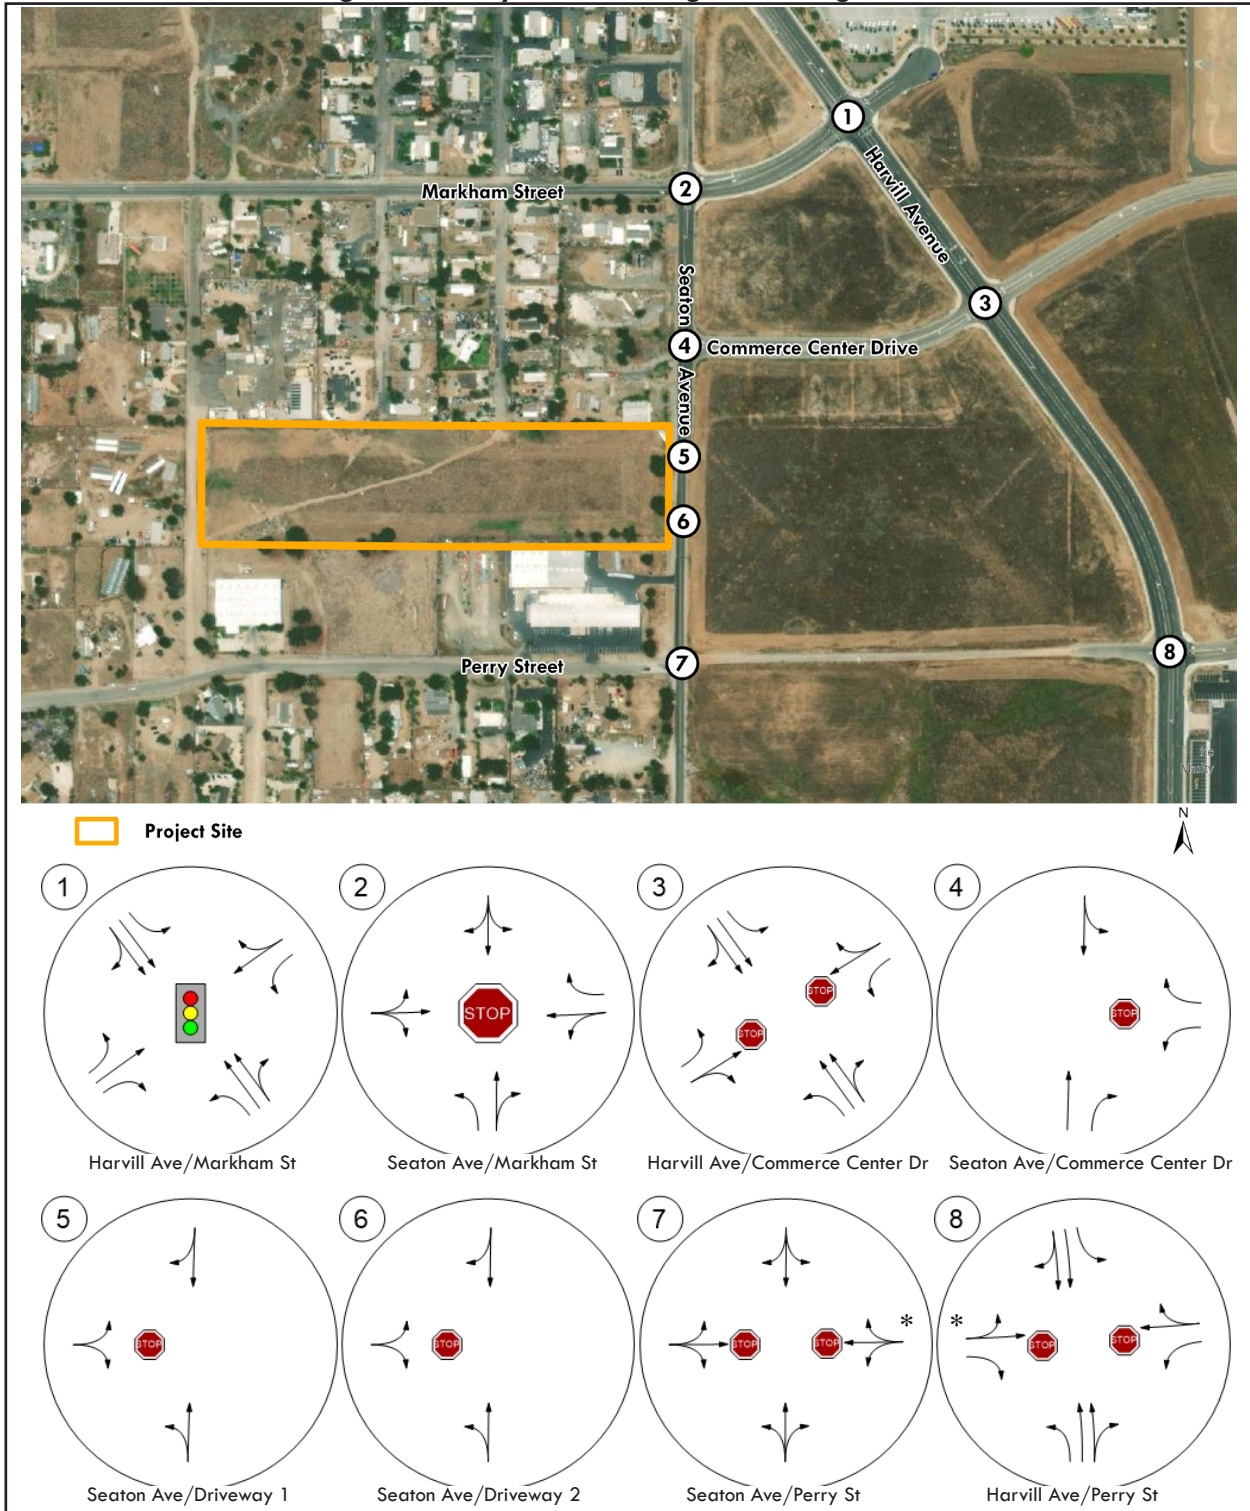 1
Harvill Avenue
Markham Street
2
Seaton
3
4
Commerce Center Drive
Avenue
5
6
Perry Street
7
8
Project Site
N
1
2
3
4
STOP
STOP
STOP
STOP
Harvill Ave/Markham St
Seaton Ave/Markham St
Harvill Ave/Commerce Center Dr
Seaton Ave/Commerce Center Dr
5
6
7
8
STOP
STOP
STOP
STOP
*
*
STOP
STOP
Seaton Ave/Driveway 1
Seaton Ave/Driveway 2
Seaton Ave/Perry St
Harvill Ave/Perry St